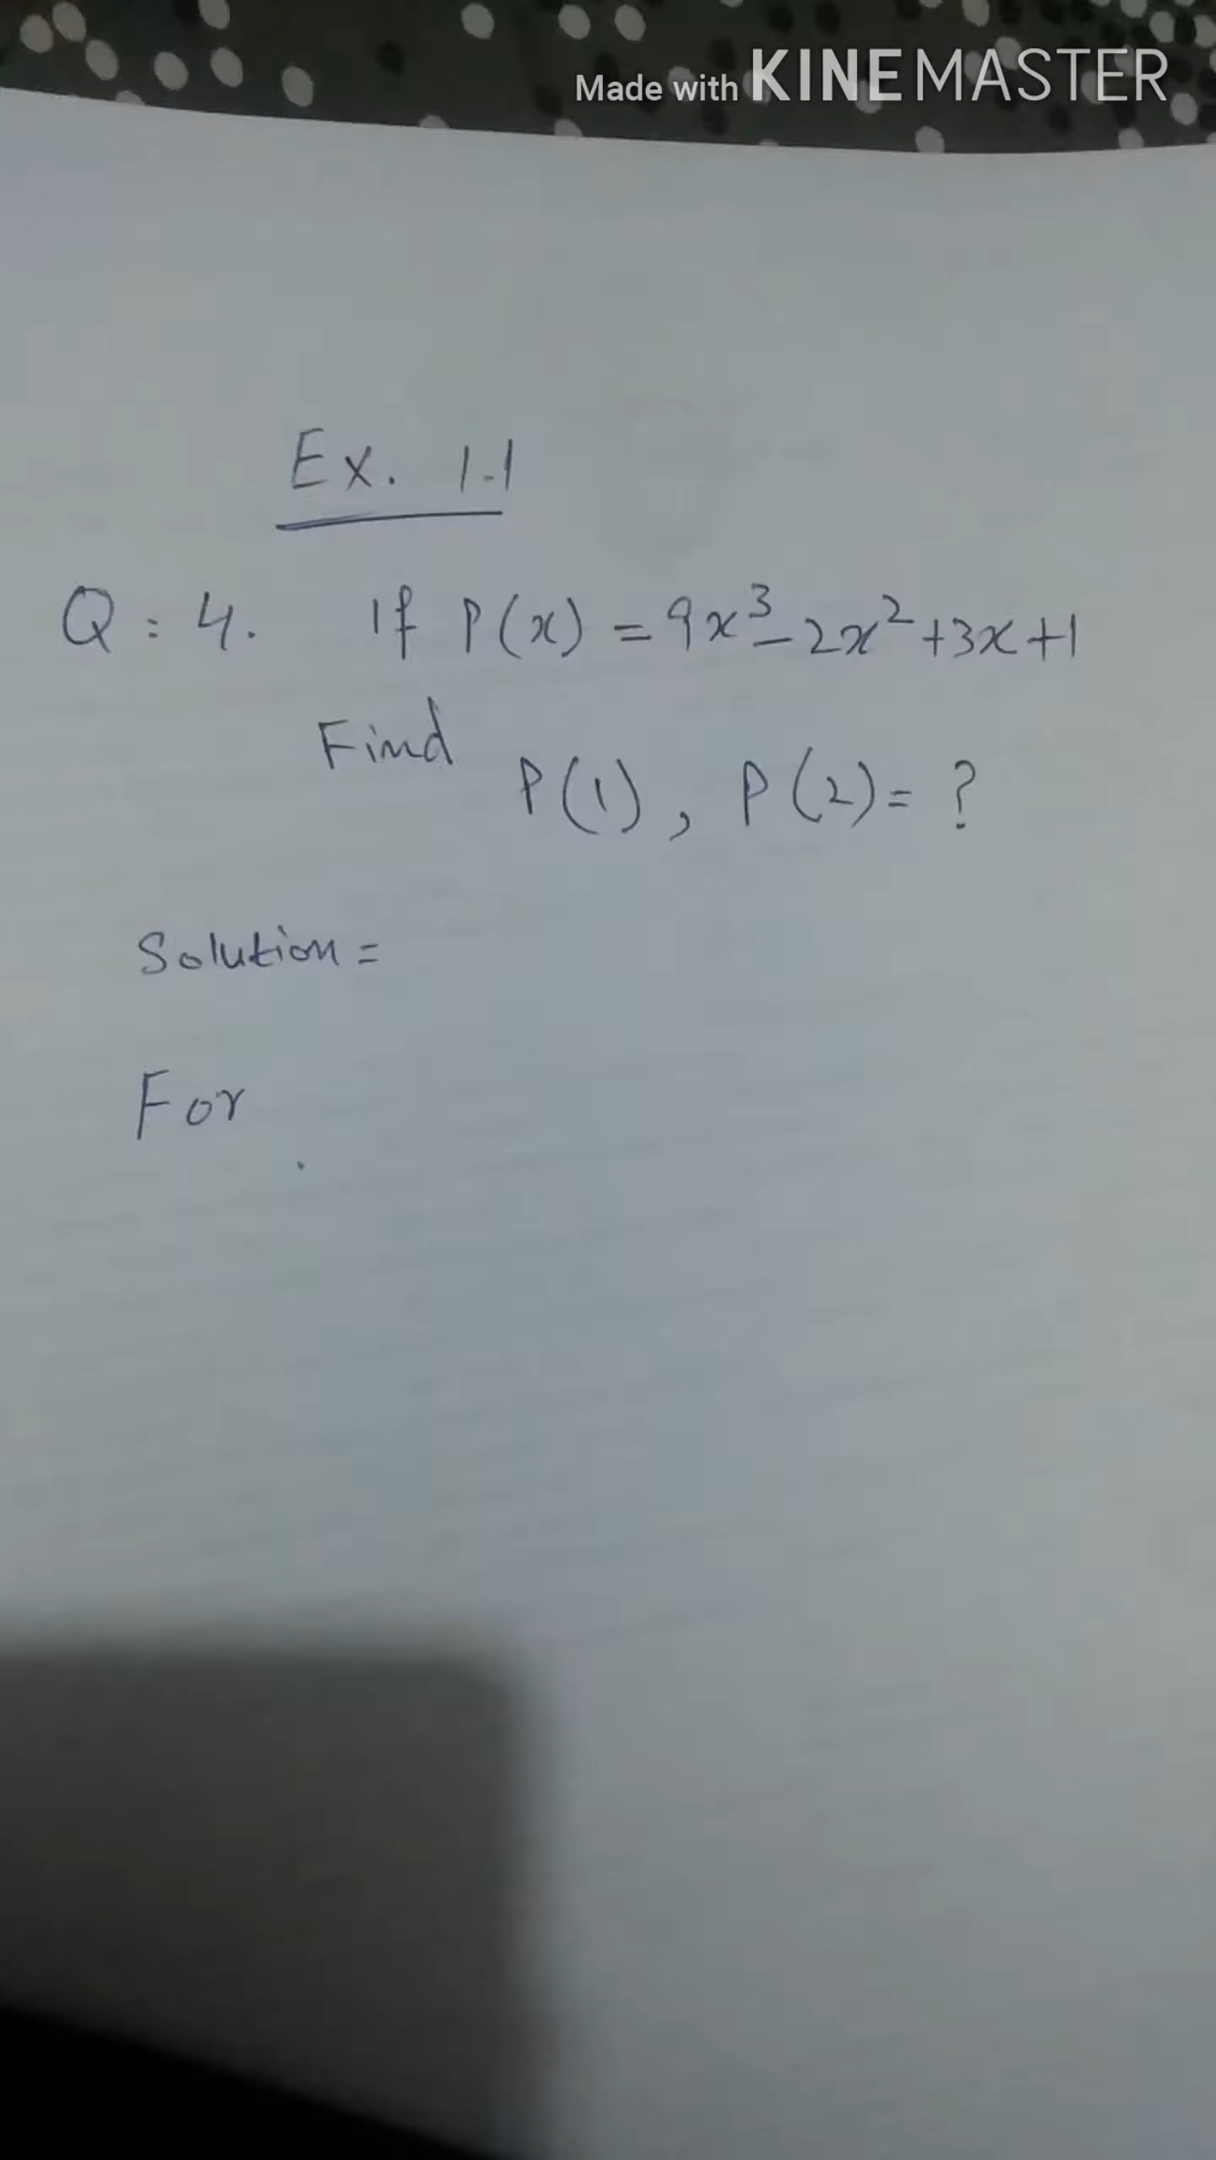 Made with KINEMASTER
Ex. 1.1
Q: 4. If P(x) = 9x³-2x²+3x+1
Find P(1), P(2)= ?
Solution =
For